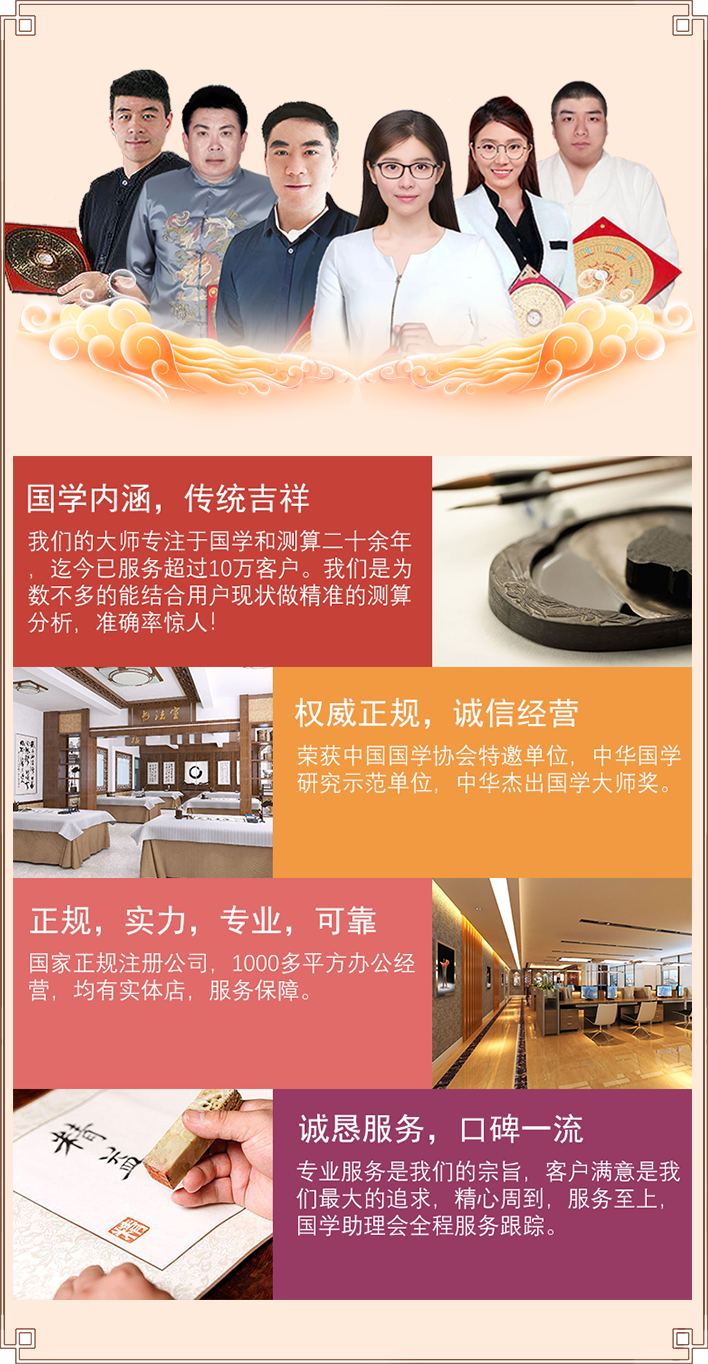 国学内涵，传统吉祥
我们的大师专注于国学和测算二十余年
，迄今已服务超过10万客户。我们是为
数不多的能结合用户现状做精准的测算
分析，准确率惊人!
书法室
权威正规，诚信经营
荣获中国国学协会特邀单位，中华国学
研究示范单位，中华杰出国学大师奖。
正规，实力，专业，可靠
国家正规注册公司，1000多平方办公经
营，均有实体店，服务保障。
诚恳服务，口碑一流
专业服务是我们的宗旨，客户满意是我
们最大的追求，精心周到，服务至上，
国学助理会全程服务跟踪。